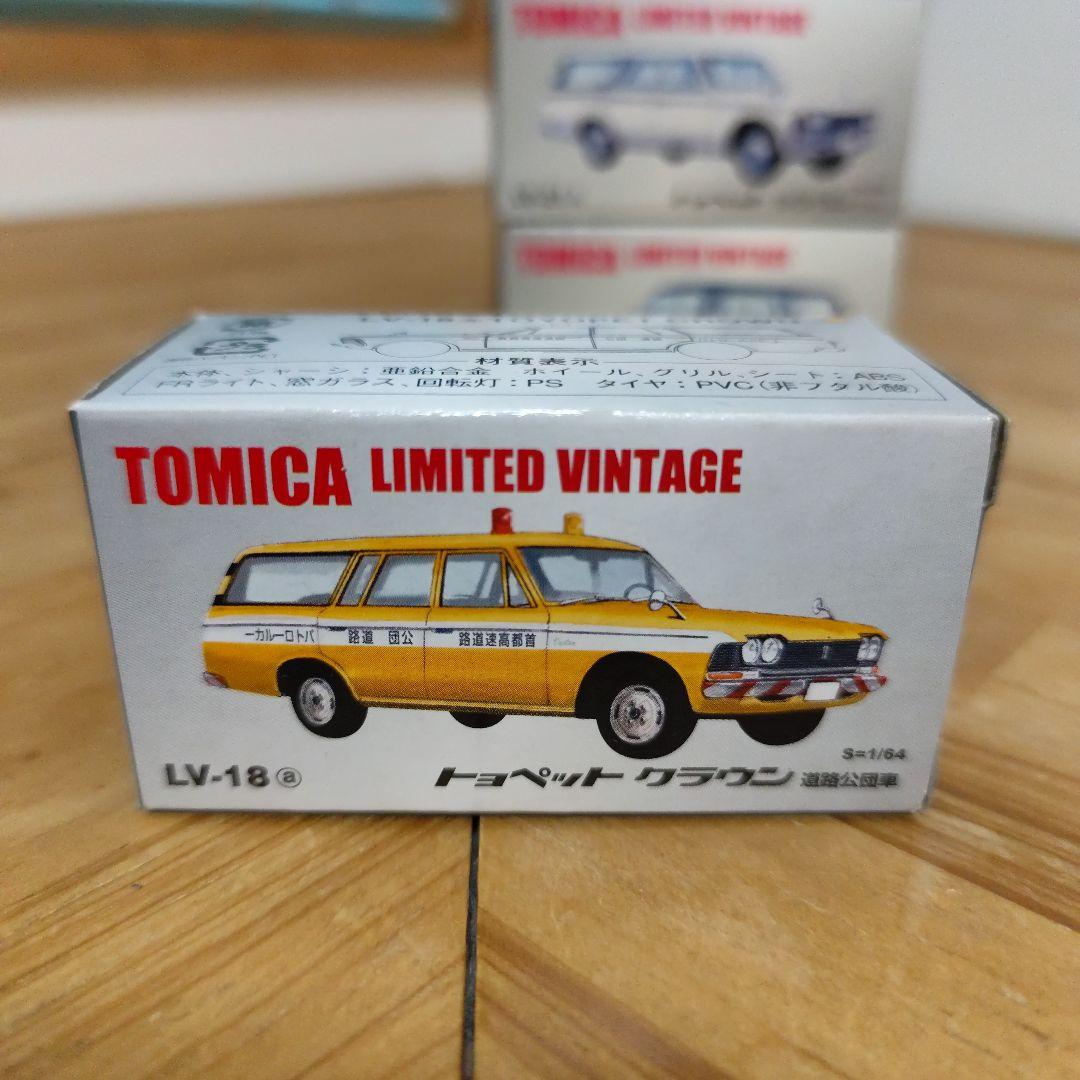 TOMICA LIMITED VINTAGE
TOMICA LIMITED VINTAGE
材質表示
本体、シャーシ：亜鉛合金 ホイール、グリル、シート：ABS
FRライト、窓ガラス、回転灯：PS タイヤ：PVC（非フタル酸）
TOMICA LIMITED VINTAGE
一カルーロトパ 路道 団公 路道速高都首
S=1/64
LV-18 ⓐ トヨペット クラウン 道路公団車